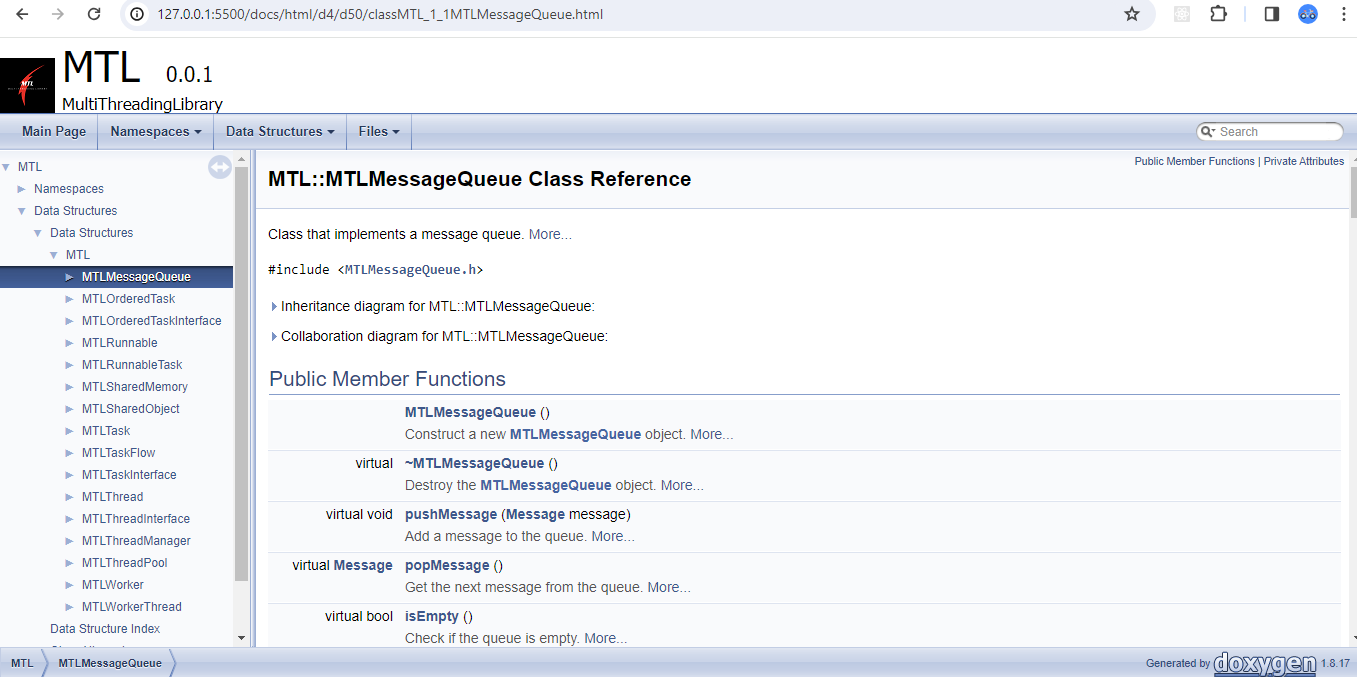 127.0.0.1:5500/docs/html/d4/d50/classMTL_1_1MTLMessageQueue.html
MTL
MTL 0.0.1
MultiThreadingLibrary
Main Page Namespaces Data Structures Files Search
MTL
Namespaces
Data Structures
Data Structures
MTL
MTLMessageQueue
MTLOrderedTask
MTLOrderedTaskInterface
MTLRunnable
MTLRunnableTask
MTLSharedMemory
MTLSharedObject
MTLTask
MTLTaskFlow
MTLTaskInterface
MTLThread
MTLThreadInterface
MTLThreadManager
MTLThreadPool
MTLWorker
MTLWorkerThread
Data Structure Index
Public Member Functions | Private Attributes
MTL::MTLMessageQueue Class Reference
Class that implements a message queue. More...
#include <MTLMessageQueue.h>
Inheritance diagram for MTL::MTLMessageQueue:
Collaboration diagram for MTL::MTLMessageQueue:
Public Member Functions
MTLMessageQueue ()
Construct a new MTLMessageQueue object. More...
virtual ~MTLMessageQueue ()
Destroy the MTLMessageQueue object. More...
virtual void pushMessage (Message message)
Add a message to the queue. More...
virtual Message popMessage ()
Get the next message from the queue. More...
virtual bool isEmpty ()
Check if the queue is empty. More...
MTL MTLMessageQueue
Generated by doxygen 1.8.17